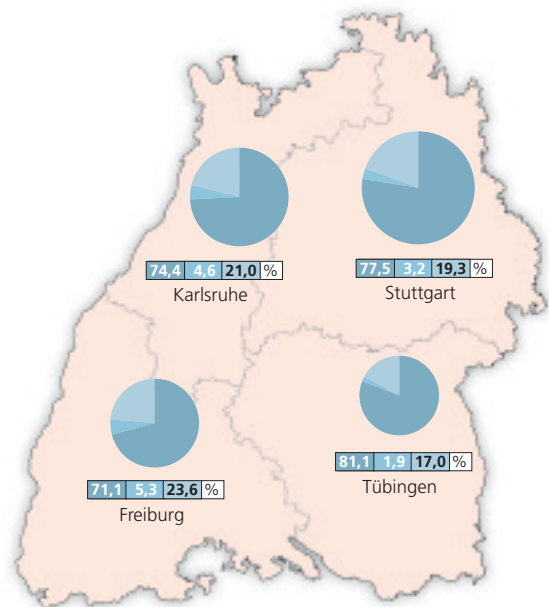 74,4 4,6 21,0 %
Karlsruhe
77,5 3,2 19,3 %
Stuttgart
71,1 5,3 23,6 %
Freiburg
81,1 1,9 17,0 %
Tübingen